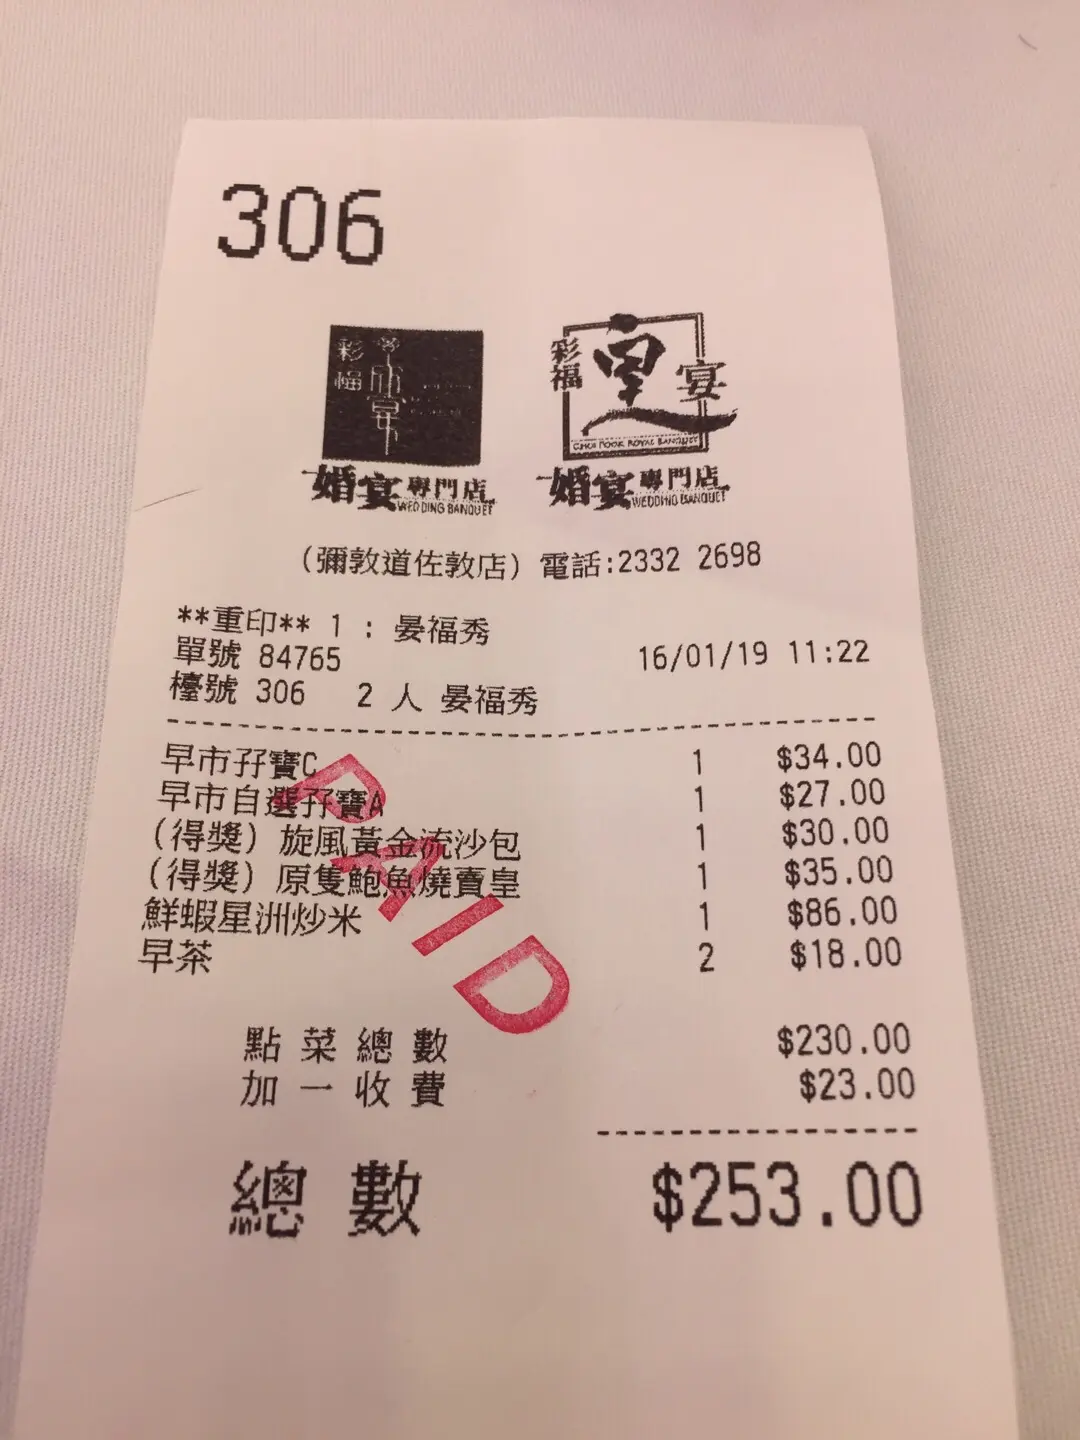 306
彩福
彩福 皇 宴
CHOI FOOK ROYAL BANQUET
婚宴專門店 婚宴專門店
WEDDING BANQUET WEDDING BANQUET
(彌敦道佐敦店) 電話:2332 2698
**重印** 1 : 晏福秀
單號 84765 16/01/19 11:22
檯號 306 2 人 晏福秀
早市孖寶C 1 $34.00
早市自選孖寶A 1 $27.00
(得獎) 旋風黃金流沙包 1 $30.00
(得獎) 原隻鮑魚燒賣皇 1 $35.00
鮮蝦星洲炒米 1 $86.00
早茶 2 $18.00
PAID
點菜總數 $230.00
加一收費 $23.00
總數 $253.00